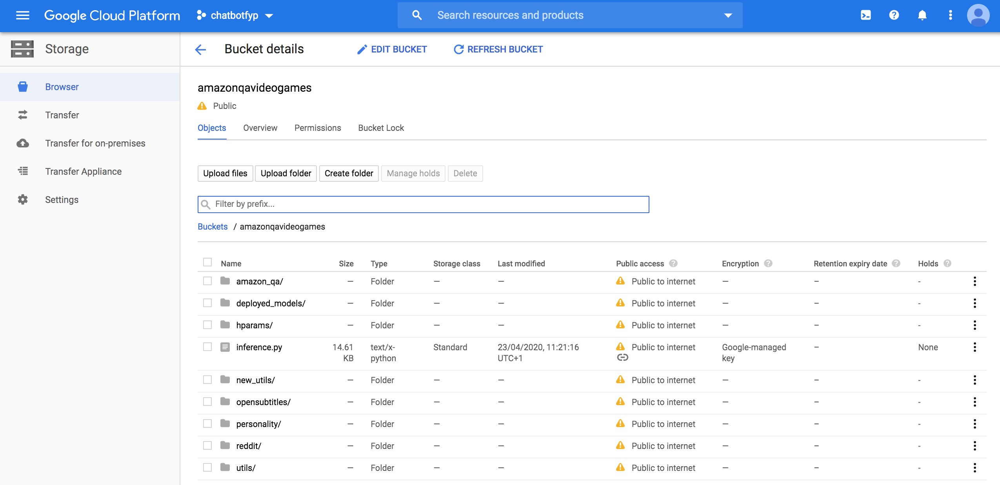 Google Cloud Platform chatbotfyp Search resources and products
Storage
Bucket details EDIT BUCKET REFRESH BUCKET
Browser
Transfer
Transfer for on-premises
Transfer Appliance
Settings
amazonqavideogames
Public
Objects Overview Permissions Bucket Lock
Upload files Upload folder Create folder Manage holds Delete
Filter by prefix...
Buckets / amazonqavideogames
Name Size Type Storage class Last modified Public access Encryption Retention expiry date Holds
amazon_qa/ — Folder — — Public to internet — – -
deployed_models/ — Folder — — Public to internet — – -
hparams/ — Folder — — Public to internet — – -
inference.py 14.61 text/x- Standard 23/04/2020, 11:21:16 Public to internet Google-managed – None
KB python UTC+1 key
new_utils/ — Folder — — Public to internet — – -
opensubtitles/ — Folder — — Public to internet — – -
personality/ — Folder — — Public to internet — – -
reddit/ — Folder — — Public to internet — – -
utils/ — Folder — — Public to internet — – -